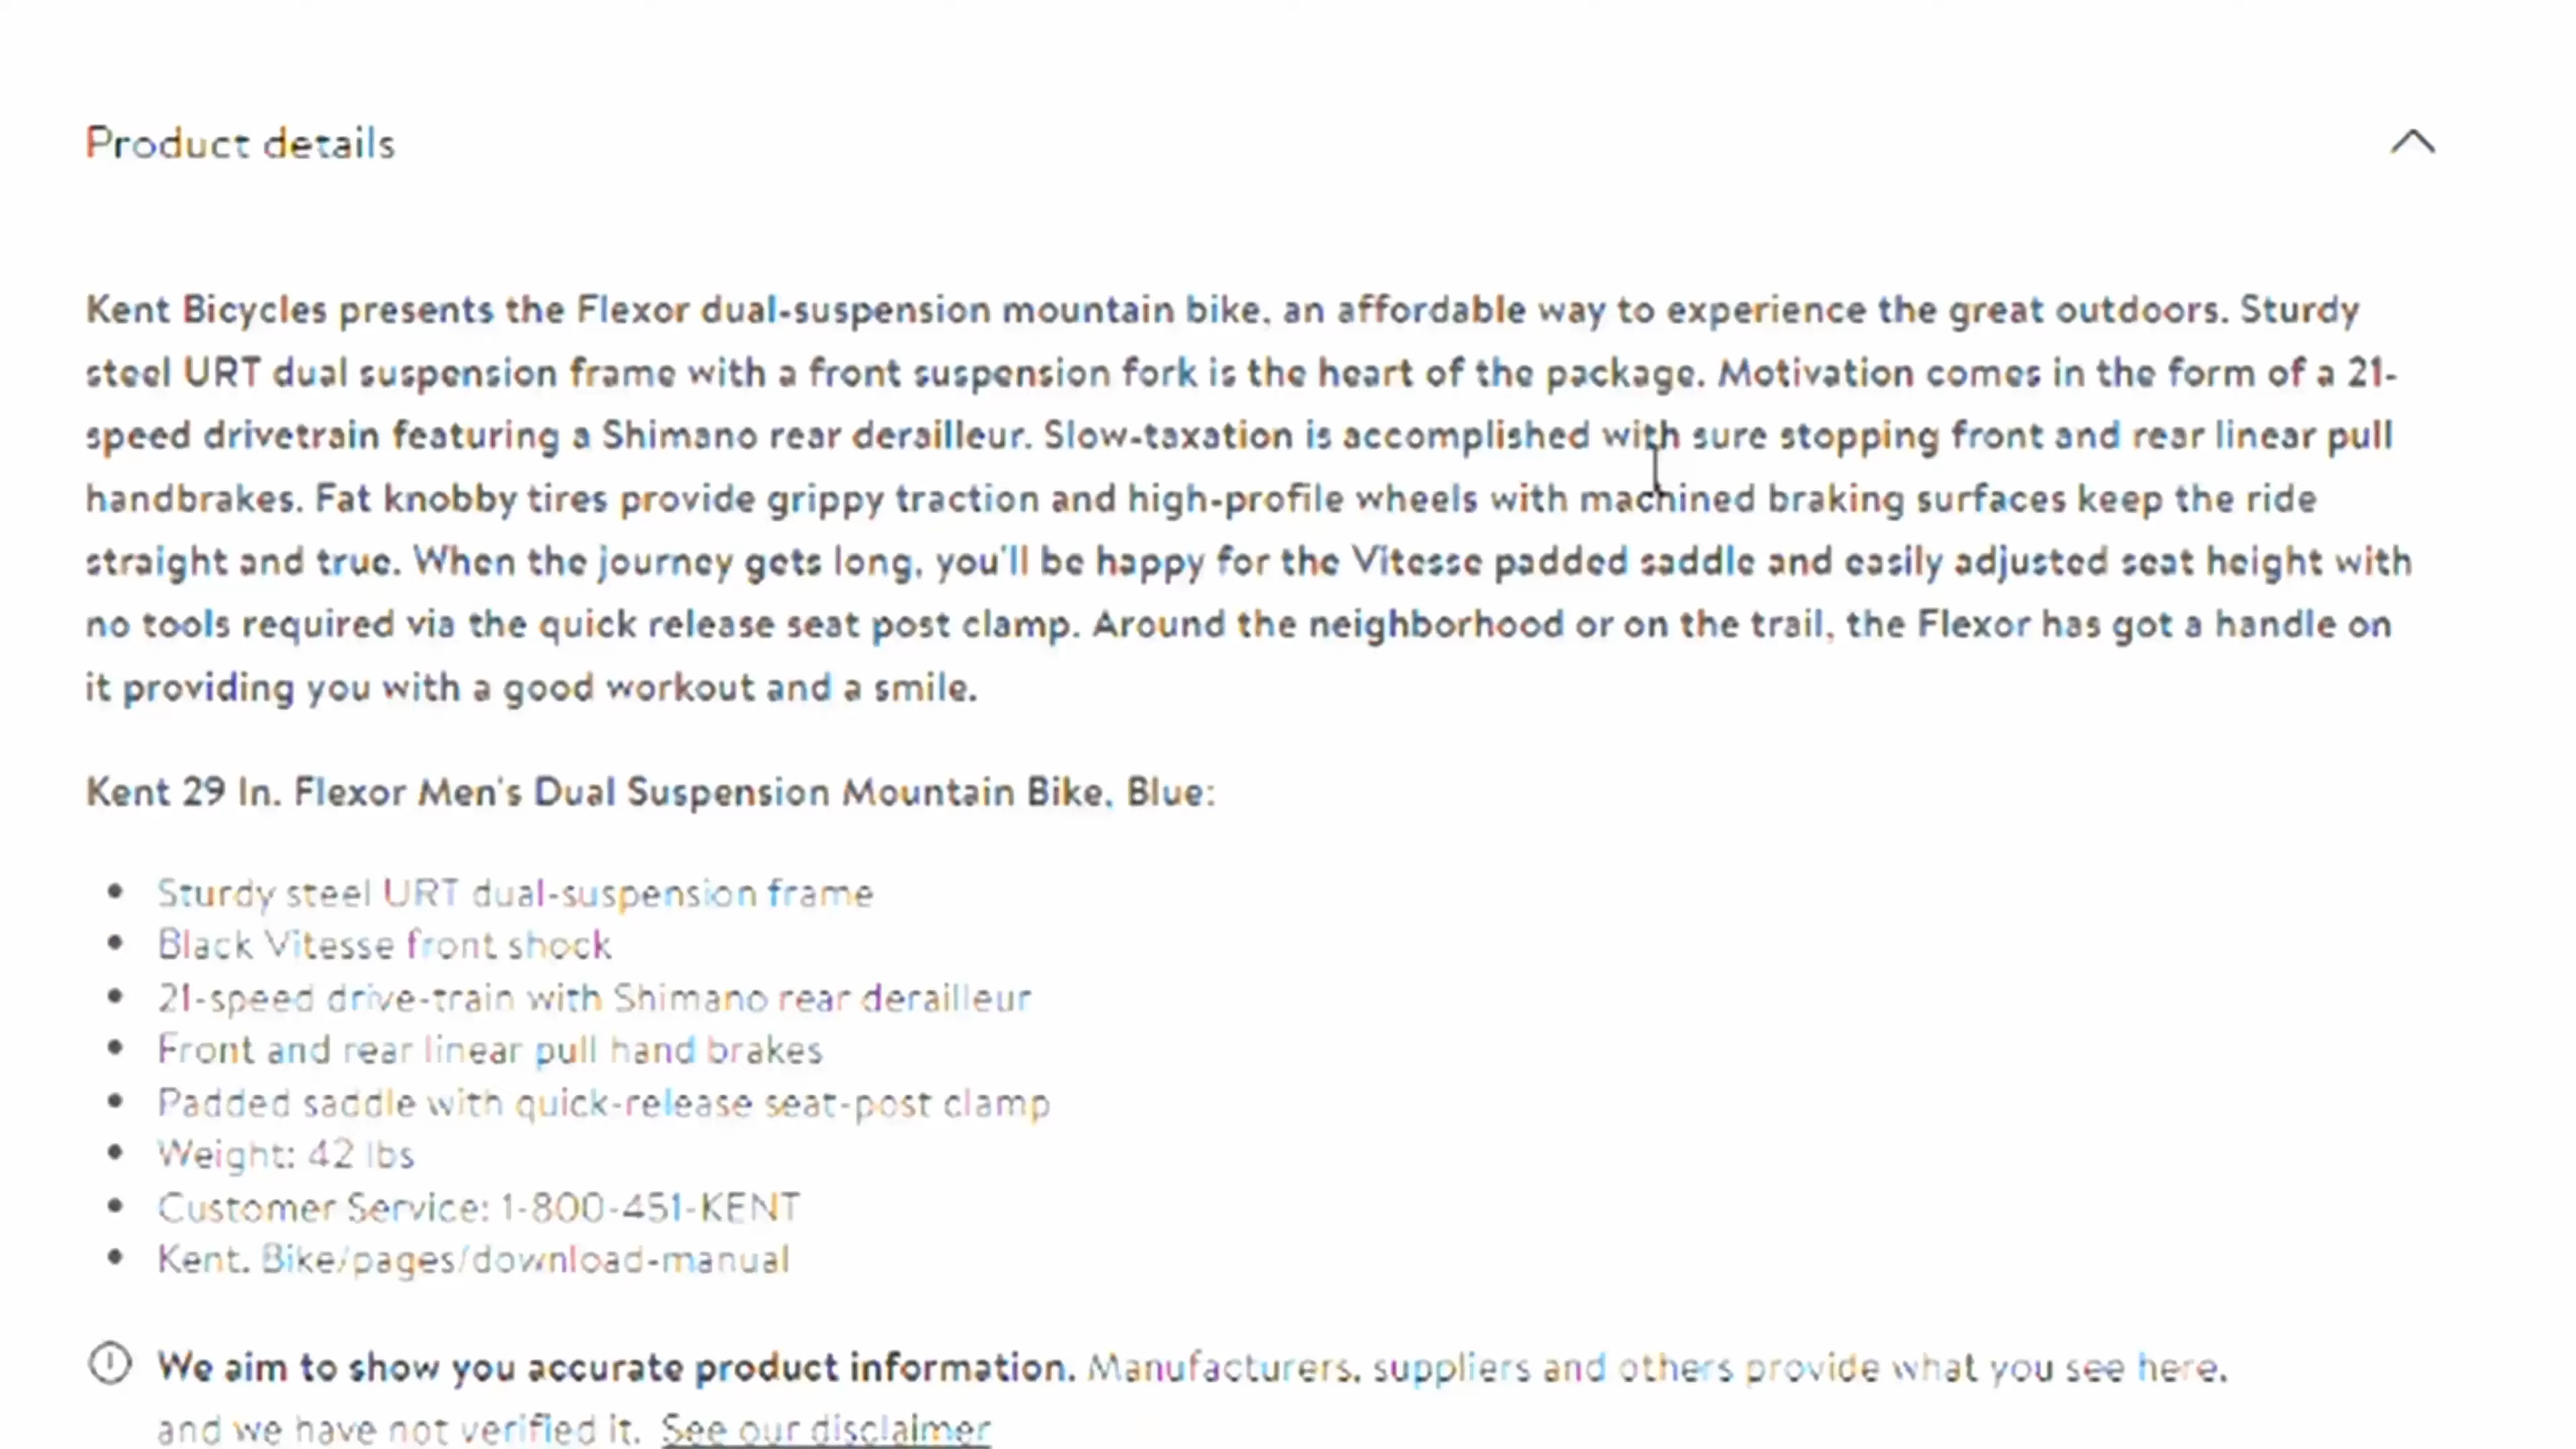 Product details
Kent Bicycles presents the Flexor dual-suspension mountain bike, an affordable way to experience the great outdoors. Sturdy
steel URT dual suspension frame with a front suspension fork is the heart of the package. Motivation comes in the form of a 21-
speed drivetrain featuring a Shimano rear derailleur. Slow-taxation is accomplished with sure stopping front and rear linear pull
handbrakes. Fat knobby tires provide grippy traction and high-profile wheels with machined braking surfaces keep the ride
straight and true. When the journey gets long, you'll be happy for the Vitesse padded saddle and easily adjusted seat height with
no tools required via the quick release seat post clamp. Around the neighborhood or on the trail, the Flexor has got a handle on
it providing you with a good workout and a smile.
Kent 29 In. Flexor Men's Dual Suspension Mountain Bike, Blue:
• Sturdy steel URT dual-suspension frame
• Black Vitesse front shock
• 21-speed drive-train with Shimano rear derailleur
• Front and rear linear pull hand brakes
• Padded saddle with quick-release seat-post clamp
• Weight: 42 lbs
• Customer Service: 1-800-451-KENT
• Kent. Bike/pages/download-manual
We aim to show you accurate product information. Manufacturers, suppliers and others provide what you see here,
and we have not verified it. See our disclaimer